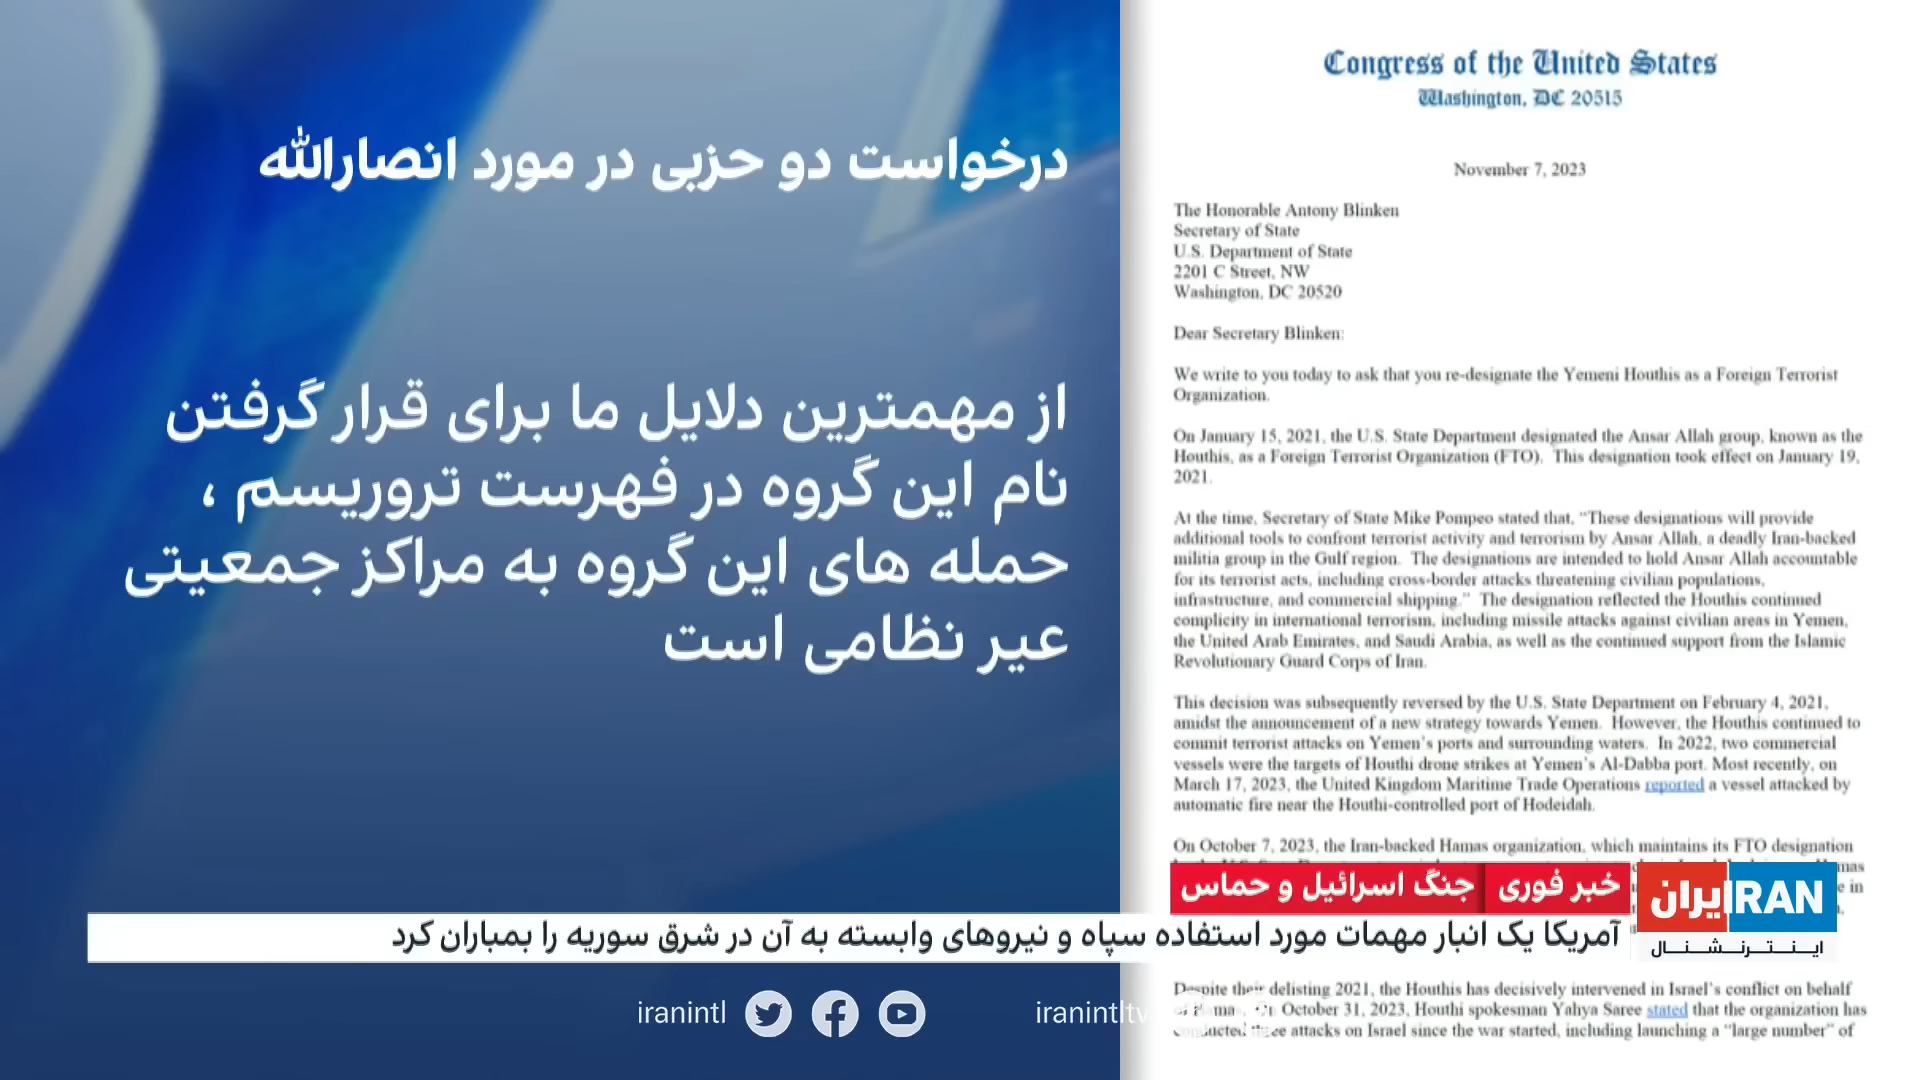 درخواست دو حزبی در مورد انصارالله
از مهمترین دلایل ما برای قرار گرفتن
نام این گروه در فهرست تروریسم ،
حمله های این گروه به مراکز جمعیتی
عیر نظامی است
Congress of the United States
Washington, DC 20515
November 7, 2023
The Honorable Antony Blinken
Secretary of State
U.S. Department of State
2201 C Street, NW
Washington, DC 20520
Dear Secretary Blinken:
We write to you today to ask that you re-designate the Yemeni Houthis as a Foreign Terrorist
Organization.
On January 15, 2021, the U.S. State Department designated the Ansar Allah group, known as the
Houthis, as a Foreign Terrorist Organization (FTO). This designation took effect on January 19,
2021.
At the time, Secretary of State Mike Pompeo stated that, "These designations will provide
additional tools to confront terrorist activity and terrorism by Ansar Allah, a deadly Iran-backed
militia group in the Gulf region. The designations are intended to hold Ansar Allah accountable
for its terrorist acts, including cross-border attacks threatening civilian populations,
infrastructure, and commercial shipping." The designation reflected the Houthis continued
complicity in international terrorism, including missile attacks against civilian areas in Yemen,
the United Arab Emirates, and Saudi Arabia, as well as the continued support from the Islamic
Revolutionary Guard Corps of Iran.
This decision was subsequently reversed by the U.S. State Department on February 4, 2021,
amidst the announcement of a new strategy towards Yemen. However, the Houthis continued to
commit terrorist attacks on Yemen's ports and surrounding waters. In 2022, two commercial
vessels were the targets of Houthi drone strikes at Yemen's Al-Dabba port. Most recently, on
March 17, 2023, the United Kingdom Maritime Trade Operations reported a vessel attacked by
automatic fire near the Houthi-controlled port of Hodeidah.
On October 7, 2023, the Iran-backed Hamas organization, which maintains its FTO designation
خبر فوری جنگ اسرائیل و حماس
ایران IRAN
اینترنشنال
آمریکا یک انبار مهمات مورد استفاده سپاه و نیروهای وابسته به آن در شرق سوریه را بمباران کرد
Despite their delisting 2021, the Houthis has decisively intervened in Israel's conflict on behalf
October 31, 2023, Houthi spokesman Yahya Saree stated that the organization has
attacks on Israel since the war started, including launching a "large number" of
iranintl
iranintltv